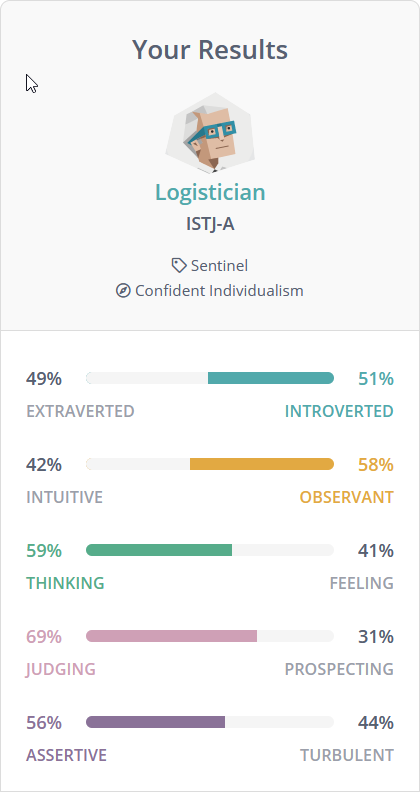 Your Results
Logistician
ISTJ-A
Sentinel
Confident Individualism
49% 51%
EXTRAVERTED INTROVERTED
42% 58%
INTUITIVE OBSERVANT
59% 41%
THINKING FEELING
69% 31%
JUDGING PROSPECTING
56% 44%
ASSERTIVE TURBULENT